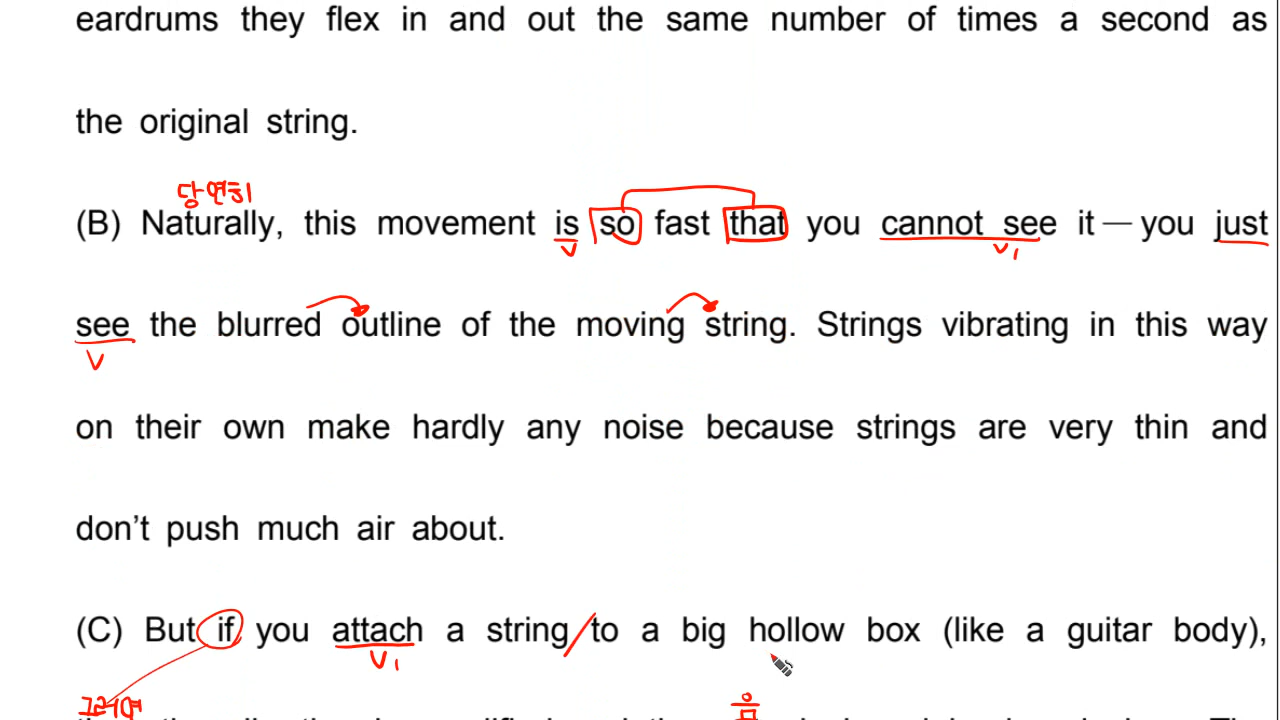 eardrums they flex in and out the same number of times a second as
the original string.
당연히
(B) Naturally, this movement is so fast that you cannot see it — you just
V
V1
see the blurred outline of the moving string. Strings vibrating in this way
V
on their own make hardly any noise because strings are very thin and
don’t push much air about.
(C) But if you attach a string/to a big hollow box (like a guitar body),
V1